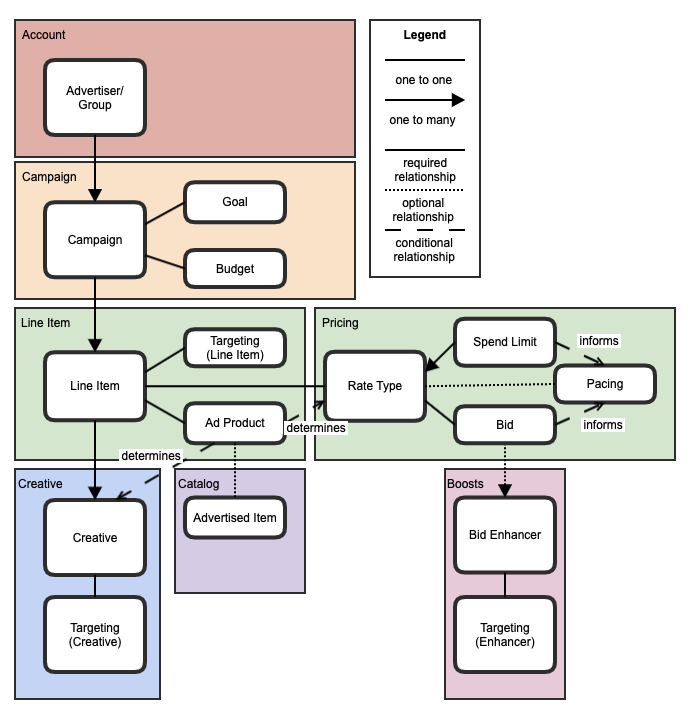 Account
Advertiser/
Group
Legend
one to one
one to many
required
relationship
optional
relationship
conditional
relationship
Campaign
Campaign
Goal
Budget
Line Item
Line Item
Targeting
(Line Item)
Ad Product
determines
determines
Pricing
Rate Type
Spend Limit
informs
Pacing
Bid
informs
Creative
Creative
Targeting
(Creative)
Catalog
Advertised Item
Boosts
Bid Enhancer
Targeting
(Enhancer)